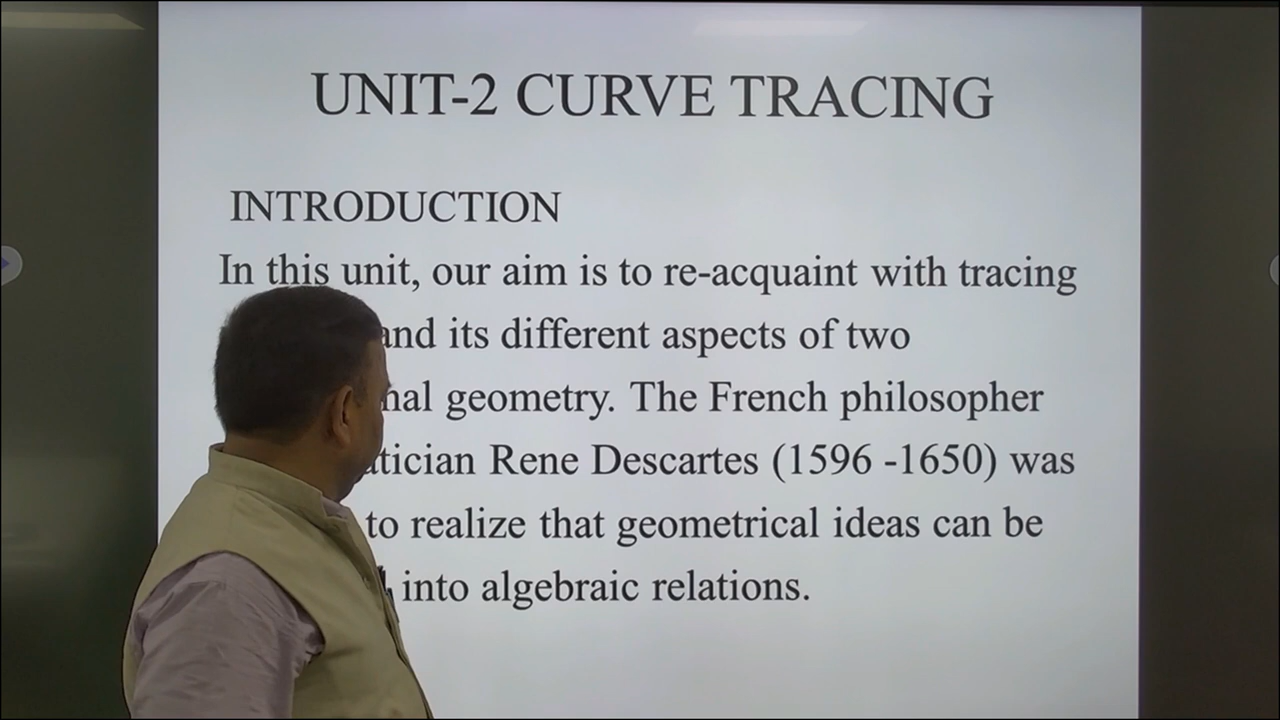 UNIT-2 CURVE TRACING
INTRODUCTION
In this unit, our aim is to re-acquaint with tracing
and its different aspects of two
geometry. The French philosopher
Rene Descartes (1596 -1650) was
to realize that geometrical ideas can be
into algebraic relations.